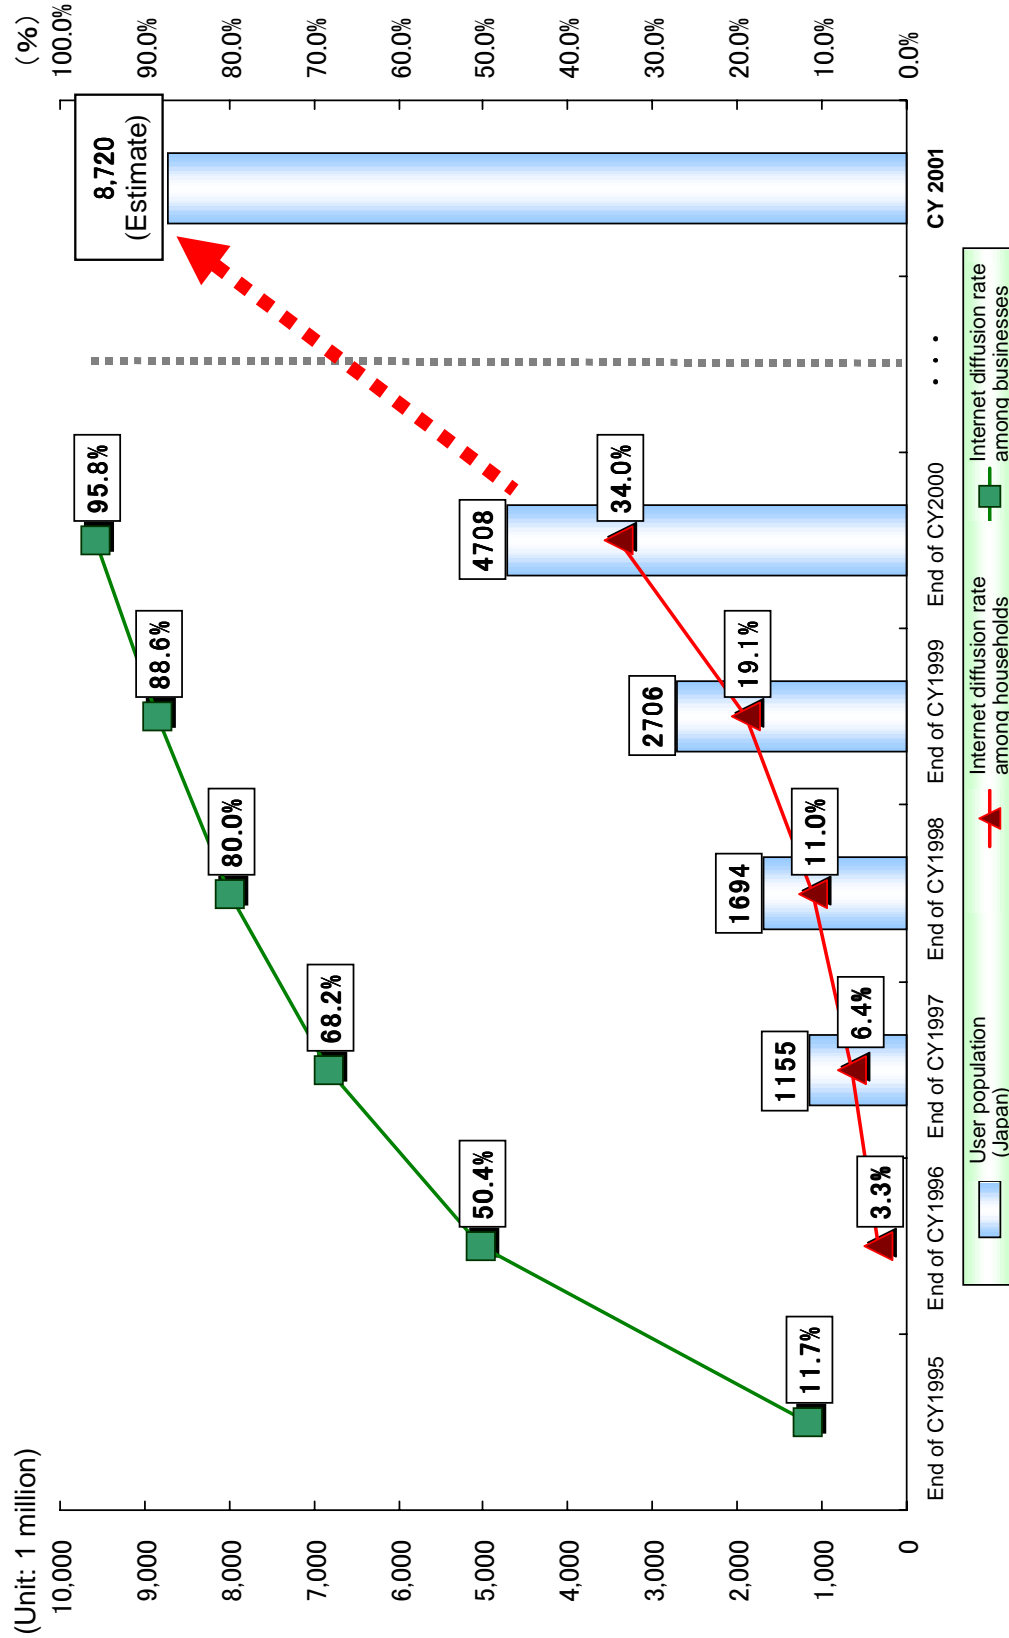 (Unit: 1 million)
(%)
10,000
9,000
8,000
7,000
6,000
5,000
4,000
3,000
2,000
1,000
0
100.0%
90.0%
80.0%
70.0%
60.0%
50.0%
40.0%
30.0%
20.0%
10.0%
0.0%
11.7%
50.4%
68.2%
80.0%
88.6%
95.8%
8,720
(Estimate)
1155
1694
2706
4708
3.3%
6.4%
11.0%
19.1%
34.0%
End of CY1995
End of CY1996
End of CY1997
End of CY1998
End of CY1999
End of CY2000
・・・
CY 2001
User population
(Japan)
Internet diffusion rate
among households
Internet diffusion rate
among businesses